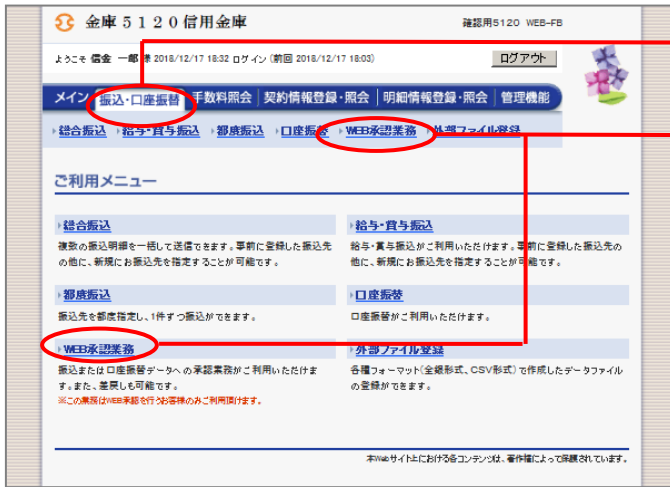 金庫5120信用金庫
確認用5120 WEB-FB
ようこそ 信金 一郎 様 2018/12/17 18:32 ログイン (前回 2018/12/17 18:03)
ログアウト
メイン 振込・口座振替 手数料照会 契約情報登録・照会 明細情報登録・照会 管理機能
総合振込 給与・賞与振込 都度振込 口座振替 WEB承認業務 外部ファイル登録
ご利用メニュー
総合振込
複数の振込明細を一括して送信できます。事前に登録した振込先
の他に、新規にお振込先を指定することが可能です。
給与・賞与振込
給与・賞与振込がご利用いただけます。事前に登録した振込先の
他に、新規にお振込先を指定することが可能です。
都度振込
振込先を都度指定し、1件ずつ振込ができます。
口座振替
口座振替がご利用いただけます。
WEB承認業務
振込または口座振替データへの承認業務がご利用いただけま
す。また、差戻しも可能です。
※この業務はWEB承認を行うお客様のみご利用頂けます。
外部ファイル登録
各種フォーマット(全銀形式、CSV形式)で作成したデータファイル
の登録ができます。
本Webサイト上における各コンテンツは、著作権によって保護されています。